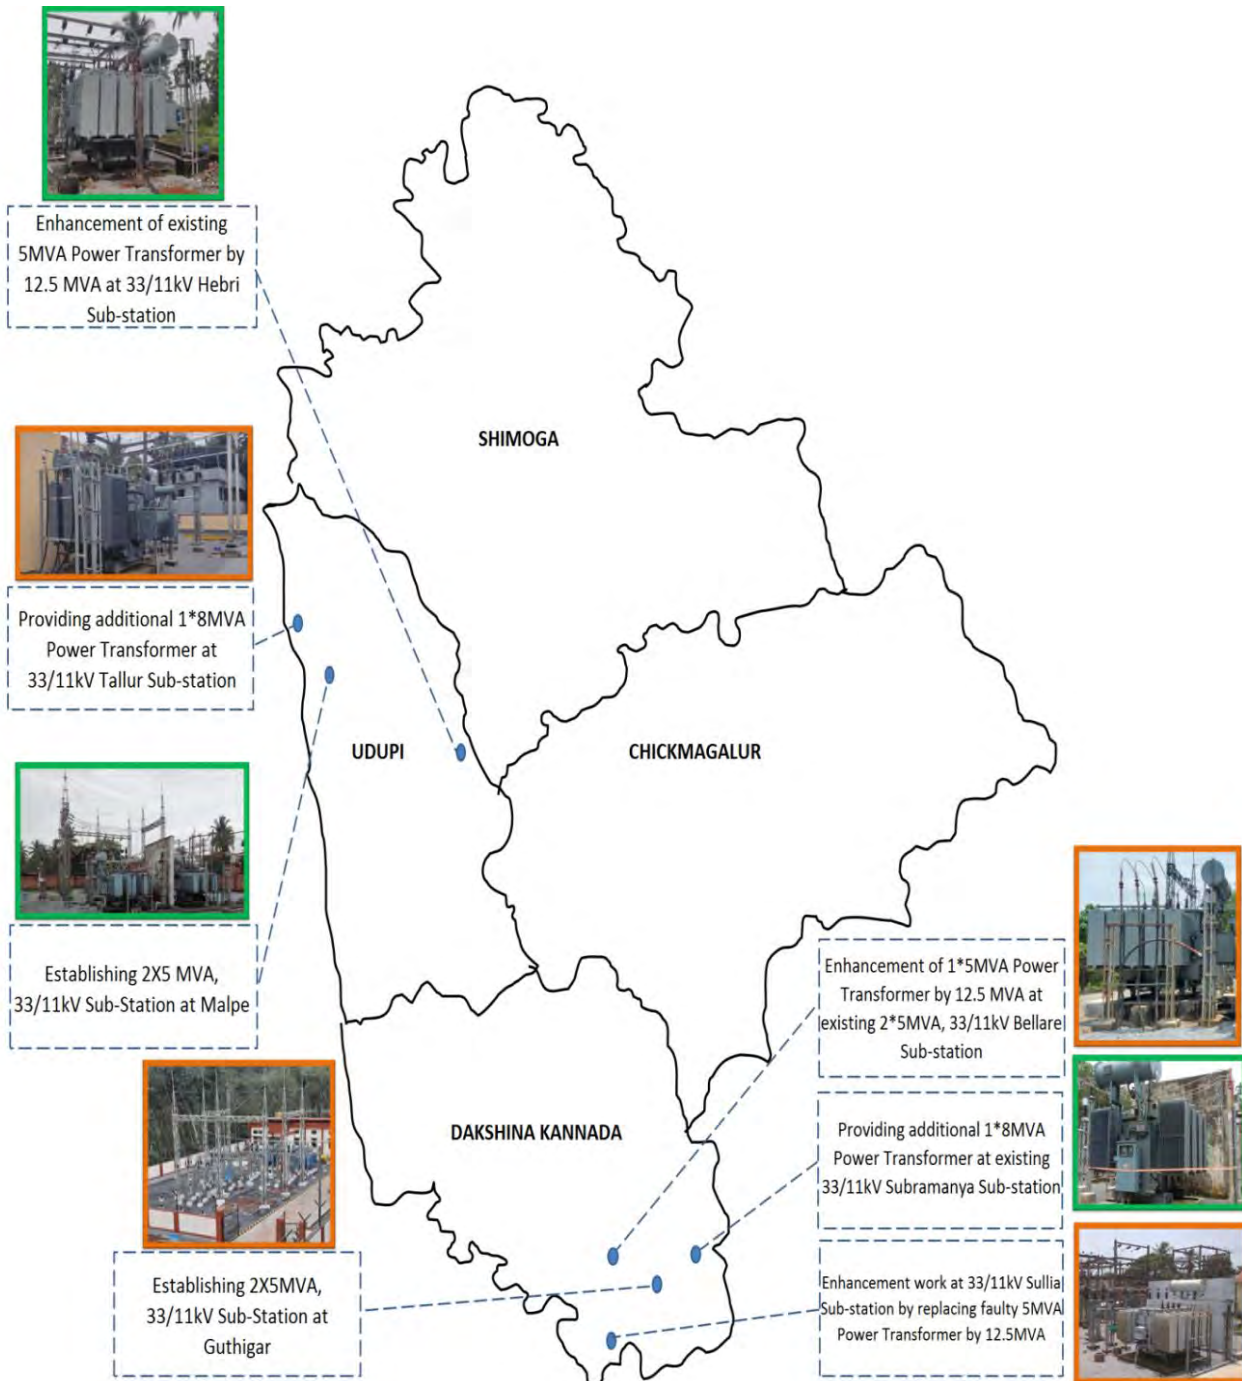 Enhancement of existing
5MVA Power Transformer by
12.5 MVA at 33/11kV Hebri
Sub-station
SHIMOGA
Providing additional 1*8MVA
Power Transformer at
33/11kV Tallur Sub-station
UDUPI
CHICKMAGALUR
Establishing 2X5 MVA,
33/11kV Sub-Station at Malpe
Enhancement of 1*5MVA Power
Transformer by 12.5 MVA at
existing 2*5MVA, 33/11kV Bellare
Sub-station
DAKSHINA KANNADA
Providing additional 1*8MVA
Power Transformer at existing
33/11kV Subramanya Sub-station
Establishing 2X5MVA,
33/11kV Sub-Station at
Guthigar
Enhancement work at 33/11kV Sullia
Sub-station by replacing faulty 5MVA
Power Transformer by 12.5MVA